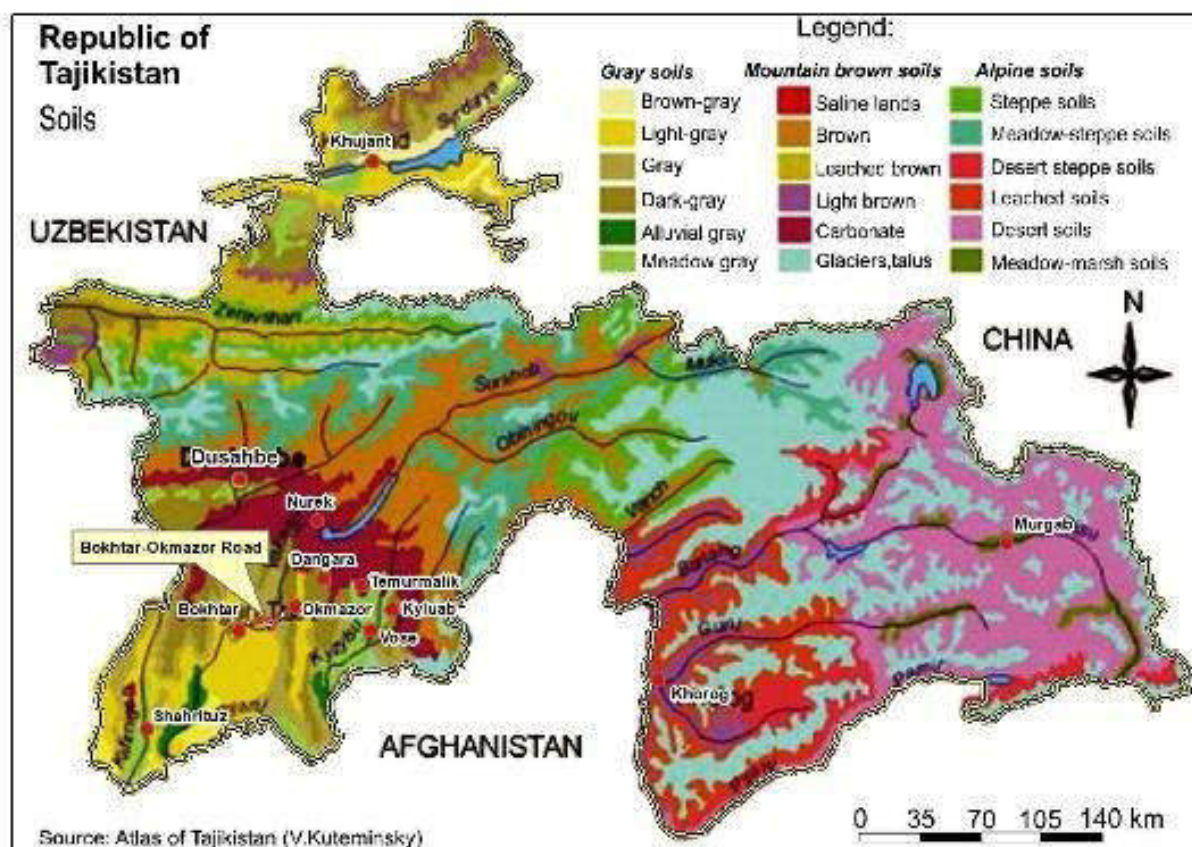 Republic of
Tajikistan
Soils
Legend:
Gray soils
Brown-gray
Light-gray
Gray
Dark-gray
Alluvial gray
Meadow gray
Mountain brown soils
Saline lands
Brown
Leached brown
Light brown
Carbonate
Glaciers,talus
Alpine soils
Steppe soils
Meadow-steppe soils
Desert steppe soils
Leached soils
Desert soils
Meadow-marsh soils
Khujant
UZBEKISTAN
Zeravshan
N
CHINA
Surkhob
Obihingou
Dusahbe
Vanch
Nurek
Murgab
Bokhtar-Okmazor Road
Dangara
Temurmalik
Bokhtar
Okmazor
Kyluab
Vose
Gunt
Khorog
Pamir
Shahrituz
AFGHANISTAN
0 35 70 105 140 km
Source: Atlas of Tajikistan (V.Kuteminsky)